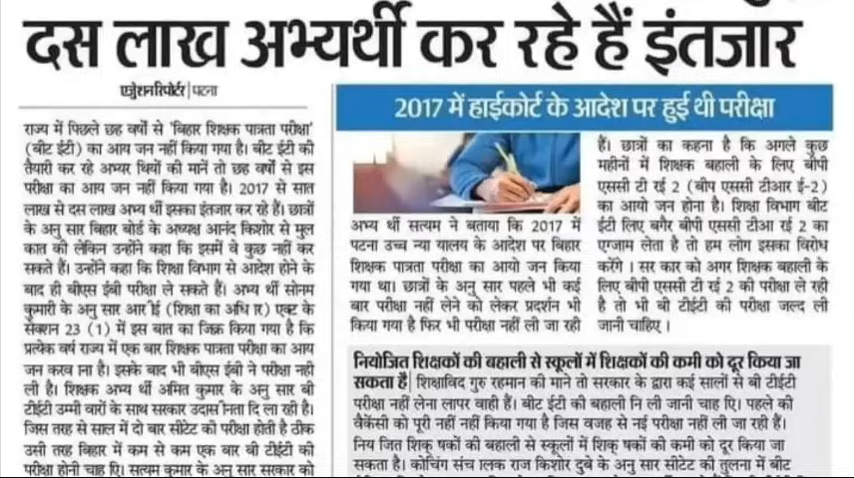 दस लाख अभ्यर्थी कर रहे हैं इंतजार
एजुकेशन रिपोर्टर | पटना
राज्य में पिछले छह वर्षों से 'बिहार शिक्षक पात्रता परीक्षा'
(बीट ईटी) का आय जन नहीं किया गया है। बीट ईटी की
तैयारी कर रहे अभ्यर थियों की मानें तो छह वर्षों से इस
परीक्षा का आय जन नहीं किया गया है। 2017 से सात
लाख से दस लाख अभ्य र्थी इसका इंतजार कर रहे हैं। छात्रों
के अनु सार बिहार बोर्ड के अध्यक्ष आनंद किशोर से मुल
कात की लेकिन उन्होंने कहा कि इसमें वे कुछ नहीं कर
सकते हैं। उन्होंने कहा कि शिक्षा विभाग से आदेश होने के
बाद ही बीएस ईबी परीक्षा ले सकते हैं। अभ्य र्थी सोनम
कुमारी के अनु सार आर ईई (शिक्षा का अधि ार) एक्ट के
सेक्शन 23 (1) में इस बात का जिक्र किया गया है कि
प्रत्येक वर्ष राज्य में एक बार शिक्षक पात्रता परीक्षा का आय
जन करव ाना है। इसके बाद भी बीएस ईबी ने परीक्षा नहीं
ली है। शिक्षक अभ्य र्थी अमित कुमार के अनु सार बी
टीईटी उम्मी वारों के साथ सरकार उदास ीनता दि ला रही है।
जिस तरह से साल में दो बार सीटेट की परीक्षा होती है ठीक
उसी तरह बिहार में कम से कम एक बार बी टीईटी की
परीक्षा होनी चाह िए। सत्यम कुमार के अनु सार सरकार को
2017 में हाईकोर्ट के आदेश पर हुई थी परीक्षा
अभ्य र्थी सत्यम ने बताया कि 2017 में
पटना उच्च न्या यालय के आदेश पर बिहार
शिक्षक पात्रता परीक्षा का आयो जन किया
गया था। छात्रों के अनु सार पहले भी कई
बार परीक्षा नहीं लेने को लेकर प्रदर्शन भी
किया गया है फिर भी परीक्षा नहीं ली जा रही
हैं। छात्रों का कहना है कि अगले कुछ
महीनों में शिक्षक बहाली के लिए बीपी
एससी टी रई 2 (बीप एससी टीआर ई-2)
का आयो जन होना है। शिक्षा विभाग बीट
ईटी लिए बगैर बीपी एससी टीआ रई 2 का
एग्जाम लेता है तो हम लोग इसका विरोध
करेंगे । सर कार को अगर शिक्षक बहाली के
लिए बीपी एससी टी रई 2 की परीक्षा ले रही
है तो भी बी टीईटी की परीक्षा जल्द ली
जानी चाहिए ।
नियोजित शिक्षकों की बहाली से स्कूलों में शिक्षकों की कमी को दूर किया जा
सकता है | शिक्षाविद गुरु रहमान की माने तो सरकार के द्वारा कई सालों से बी टीईटी
परीक्षा नहीं लेना लापर वाही हैं। बीट ईटी की बहाली नि ली जानी चाह िए। पहले की
वैकेंसी को पूरी नहीं नहीं किया गया है जिस वजह से नई परीक्षा नहीं ली जा रही हैं।
निय जित शिक् षकों की बहाली से स्कूलों में शिक् षकों की कमी को दूर किया जा
सकता है। कोचिंग संच ालक राज किशोर दुबे के अनु सार सीटेट की तुलना में बीट